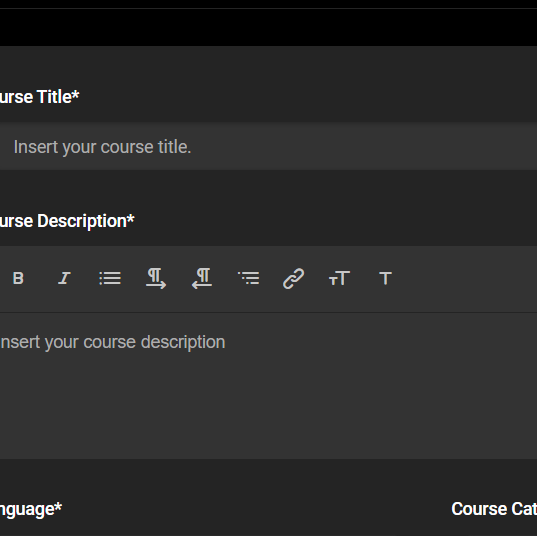 urse Title*
Insert your course title.
urse Description*
B I T T
nsert your course description
nguage*
Course Cat